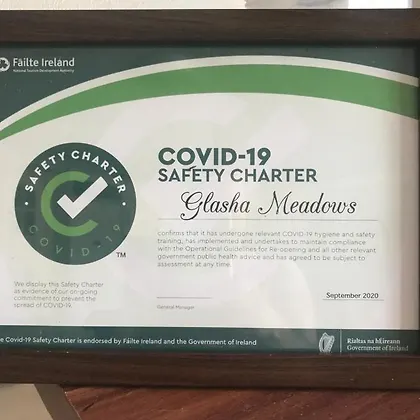 Fáilte Ireland
National Tourism Development Authority
SAFETY CHARTER
COVID-19
TM
COVID-19
SAFETY CHARTER
Glasha Meadows
confirms that it has undergone relevant COVID-19 hygiene and safety
training, has implemented and undertakes to maintain compliance
with the Operational Guidelines for Re-opening and all other relevant
government public health advice and has agreed to be subject to
assessment at any time.
We display the Safety Charter
as evidence of our on-going
commitment to prevent the
spread of COVID-19.
General Manager
September 2020
e Covid-19 Safety Charter is endorsed by Fáilte Ireland and the Government of Ireland
Rialtas na hÉireann
Government of Ireland